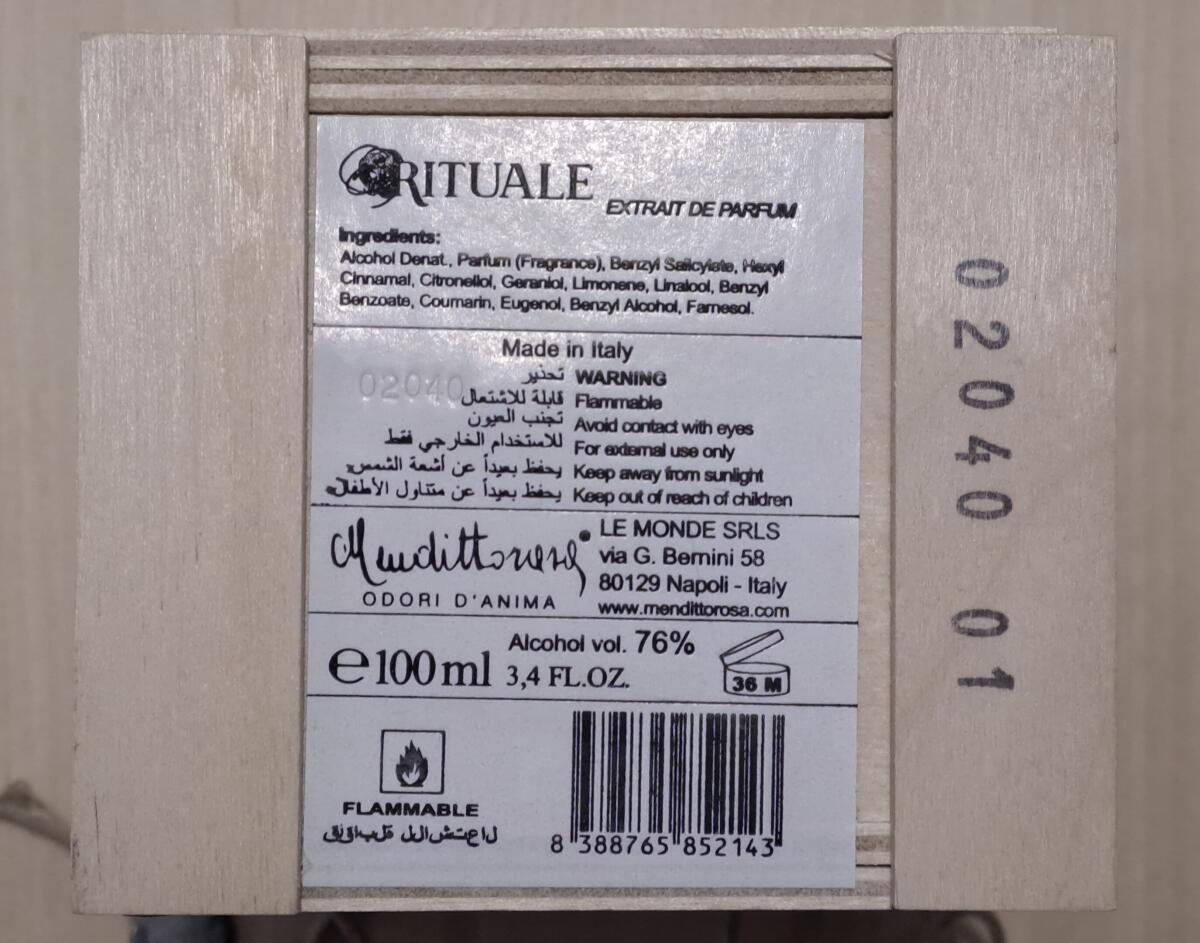 RITUALE
EXTRAIT DE PARFUM
Ingredients:
Alcohol Denat., Parfum (Fragrance), Benzyl Salicylate, Hexyl
Cinnamal, Citronellol, Geraniol, Limonene, Linalool, Benzyl
Benzoate, Coumarin, Eugenol, Benzyl Alcohol, Farnesol.
Made in Italy
تحذير WARNING
02040
قابلة للاشتعال Flammable
تجنب العيون Avoid contact with eyes
للاستخدام الخارجي فقط For external use only
يحفظ بعيداً عن أشعة الشمس Keep away from sunlight
يحفظ بعيداً عن متناول الأطفال Keep out of reach of children
Mendittorosa
ODORI D'ANIMA
LE MONDE SRLS
via G. Bernini 58
80129 Napoli - Italy
www.mendittorosa.com
Alcohol vol. 76%
℮100ml 3,4 FL.OZ.
36 M
FLAMMABLE
8 388765 852143
02040 01